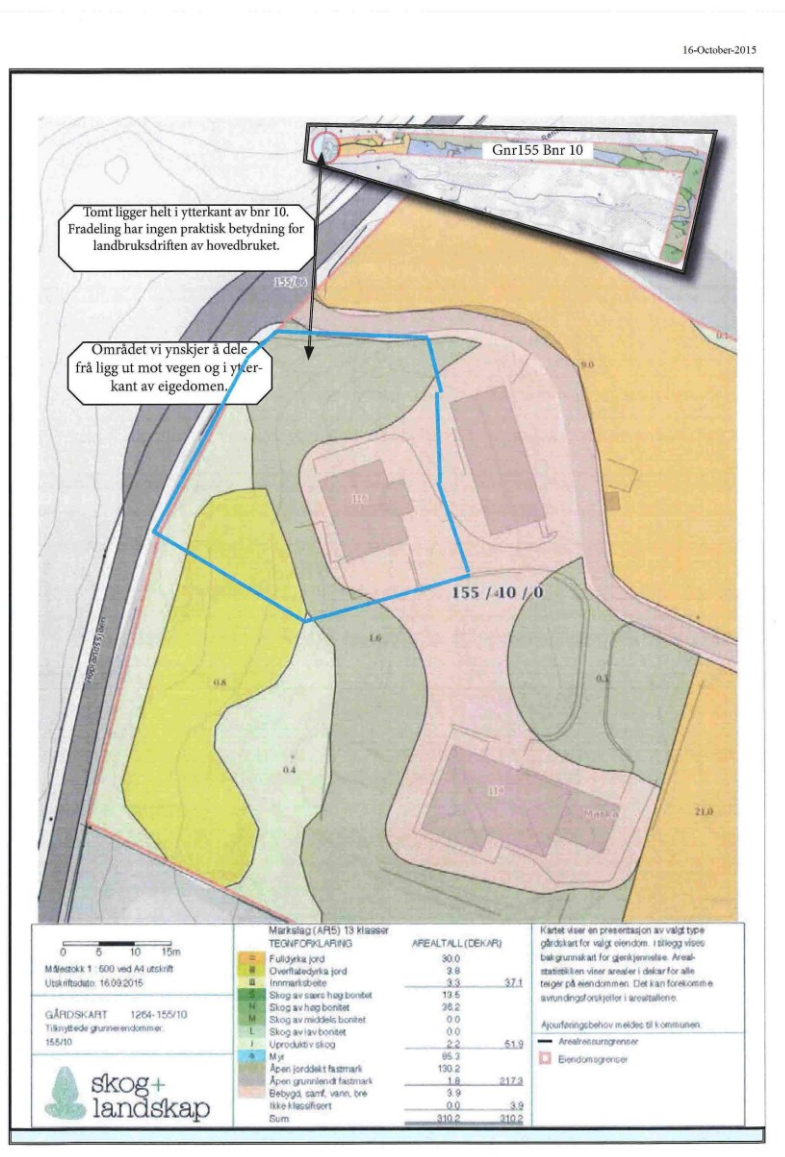 16-October-2015
Gnr155 Bnr 10
Tomt ligger helt i ytterkant av bnr 10.
Fradeling har ingen praktisk betydning for
landbruksdriften av hovedbruket.
155/86
0.1
Området vi ynskjer å dele
frå ligg ut mot vegen og i ytter-
kant av eigedomen.
9.0
115
155 / 10 / 0
1.6
0.8
0.3
0.4
114
21.0
0 5 10 15m
Målestokk 1 : 500 ved A4 utskrift
Utskriftsdato: 16.09.2015
GÅRDSKART 1264-155/10
Tilknyttede grunneiendommer:
155/10
skog+
landskap
Markslag (AR5) 13 klasser
TEGNFORKLARING AREALTALL (DEKAR)
Fulldyrka jord 30.0
Overflatedyrka jord 3.8
Innmarksbeite 3.3 37.1
S Skog av særs høg bonitet 13.5
H Skog av høg bonitet 36.2
M Skog av middels bonitet 0.0
L Skog av lav bonitet 0.0
i Uproduktiv skog 2.2 51.9
Myr 85.3
Åpen jorddekt fastmark 130.2
Åpen grunnlendt fastmark 1.8 217.3
Bebygd, samf, vann, bre 3.9
Ikke klassifisert 0.0 3.9
Sum 310.2 310.2
Kartet viser en presentasjon av valgt type
gårdskart for valgt eiendom. I tillegg vises
bakgrunnskart for gjenkjennelse. Areal-
statistikken viser arealer i dekar for alle
teiger på eiendommen. Det kan forekomme
avrundingsforskjeller i arealtallene.
Ajourføringsbehov meldes til kommunen.
Arealressursgrenser
Eiendomsgrenser